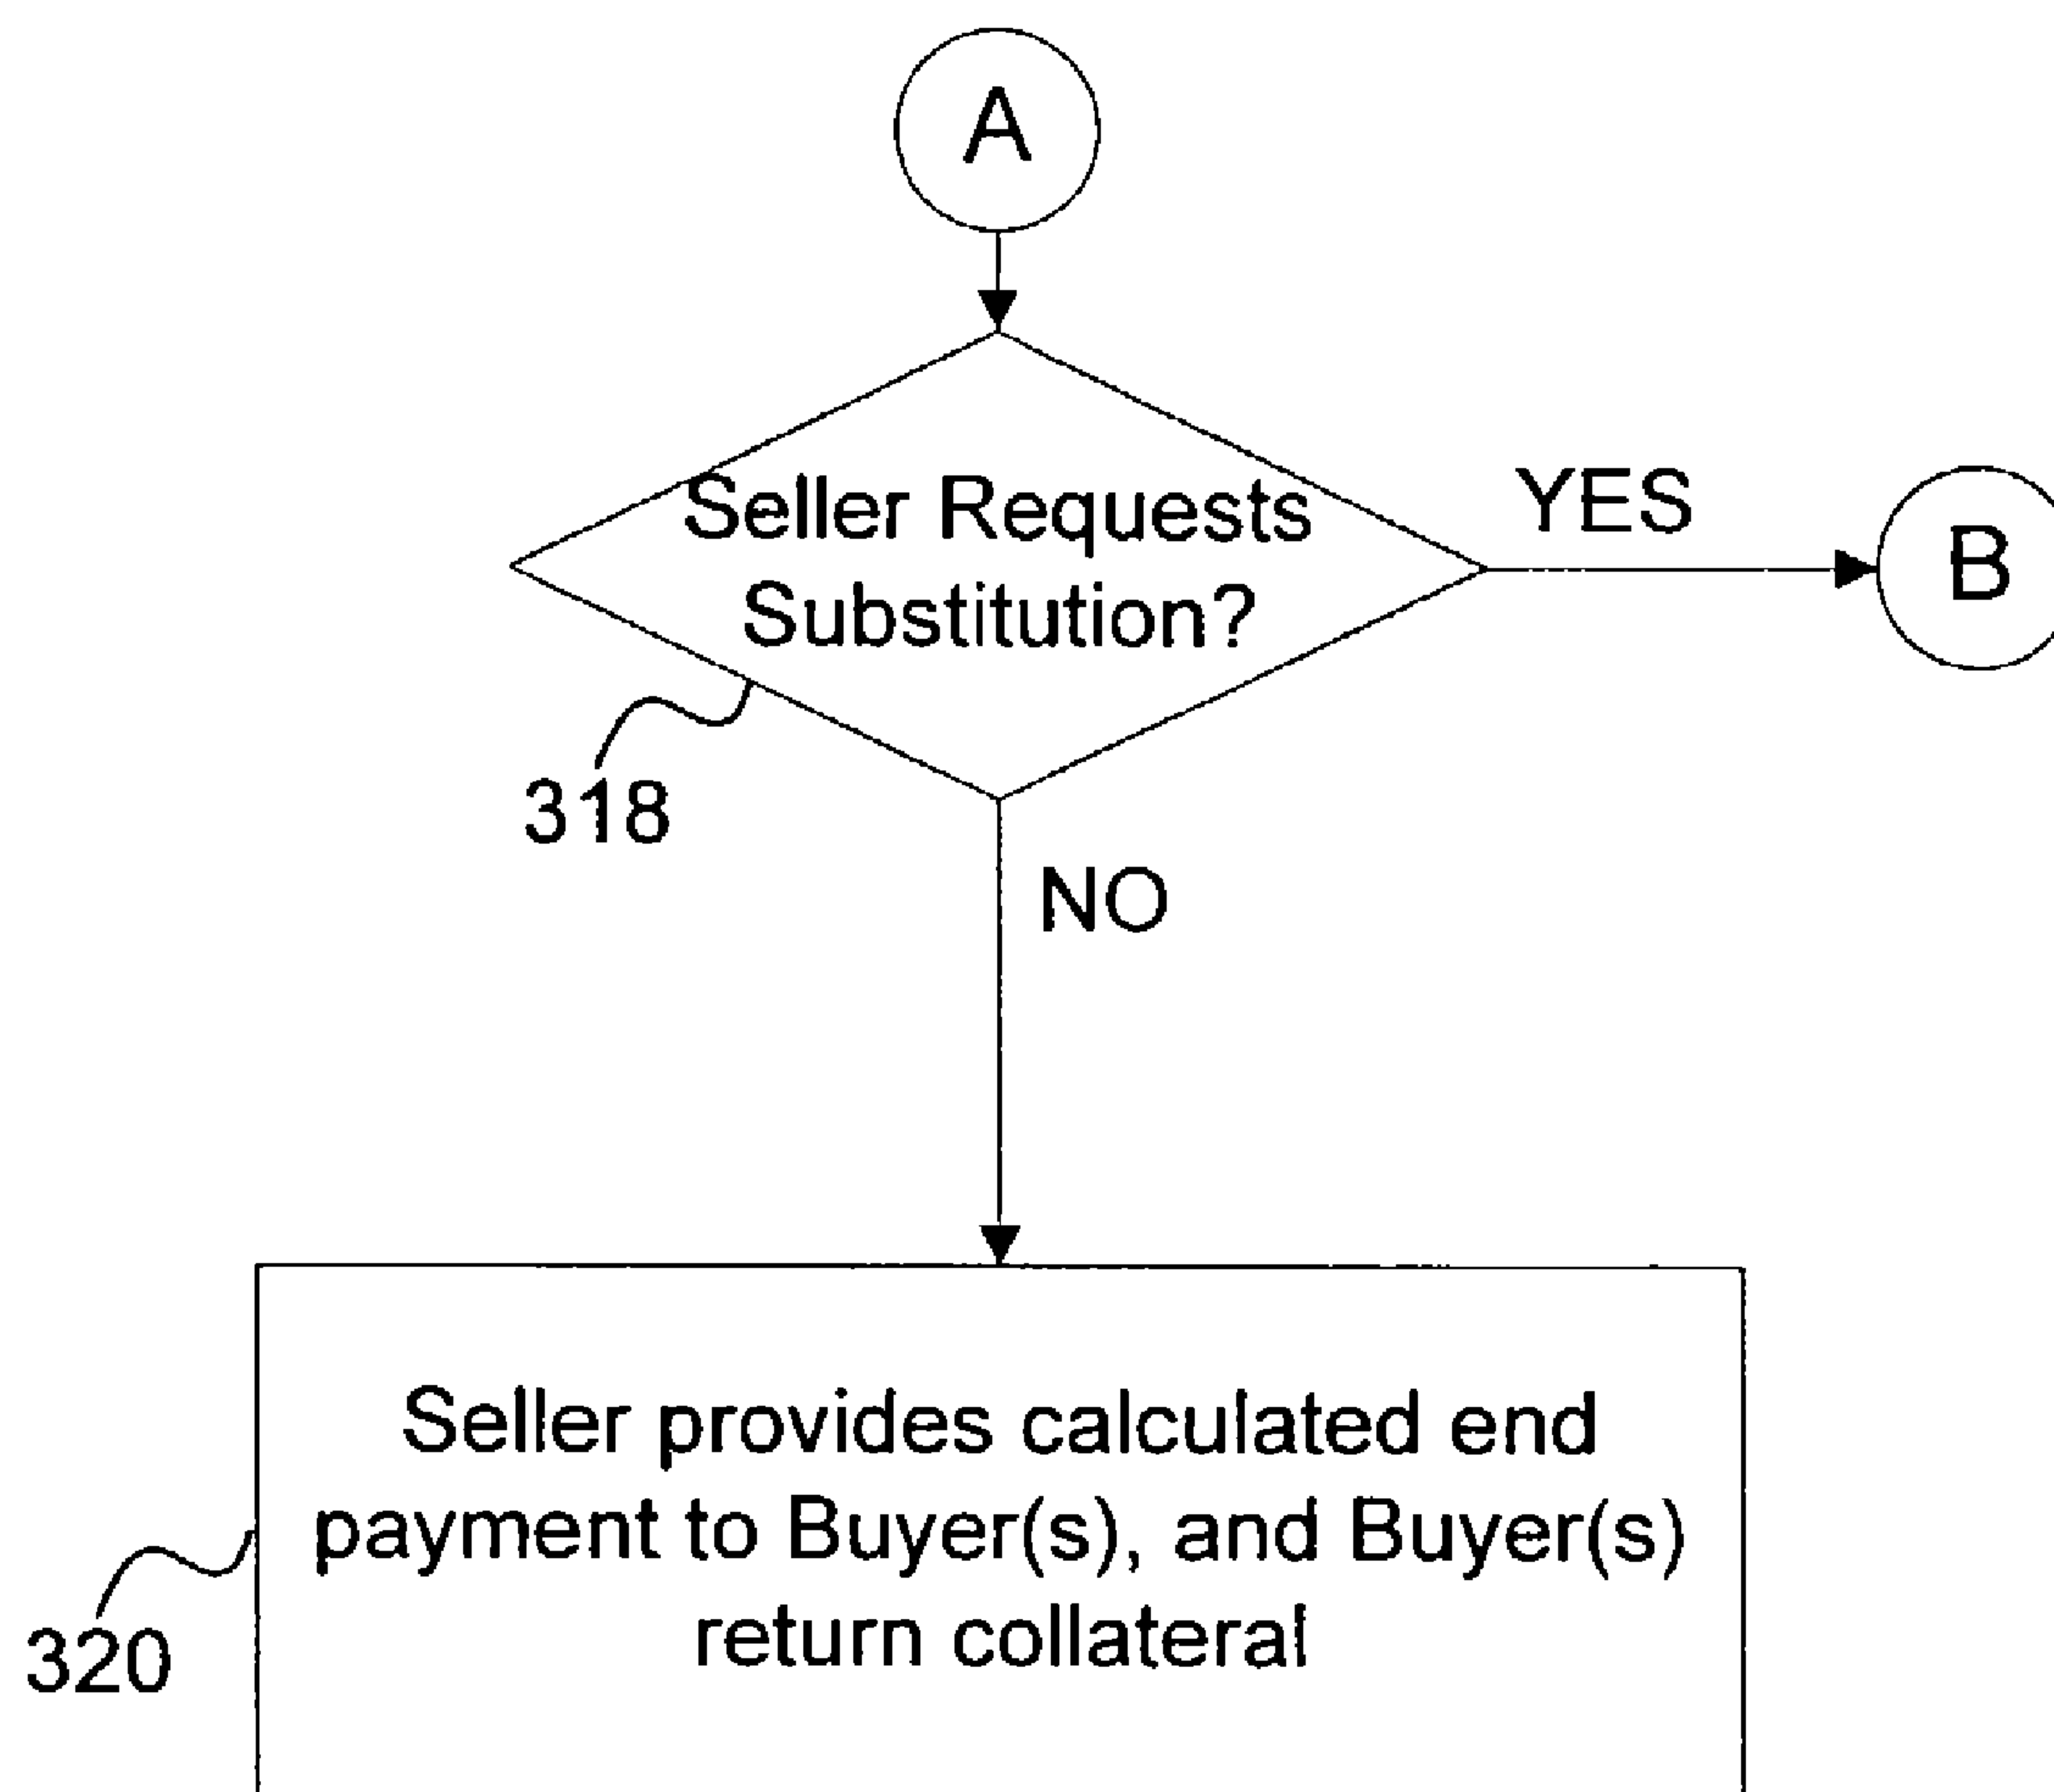 A
Seller Requests
Substitution?
YES
B
318
NO
Seller provides calculated end
payment to Buyer(s), and Buyer(s)
return collateral
320